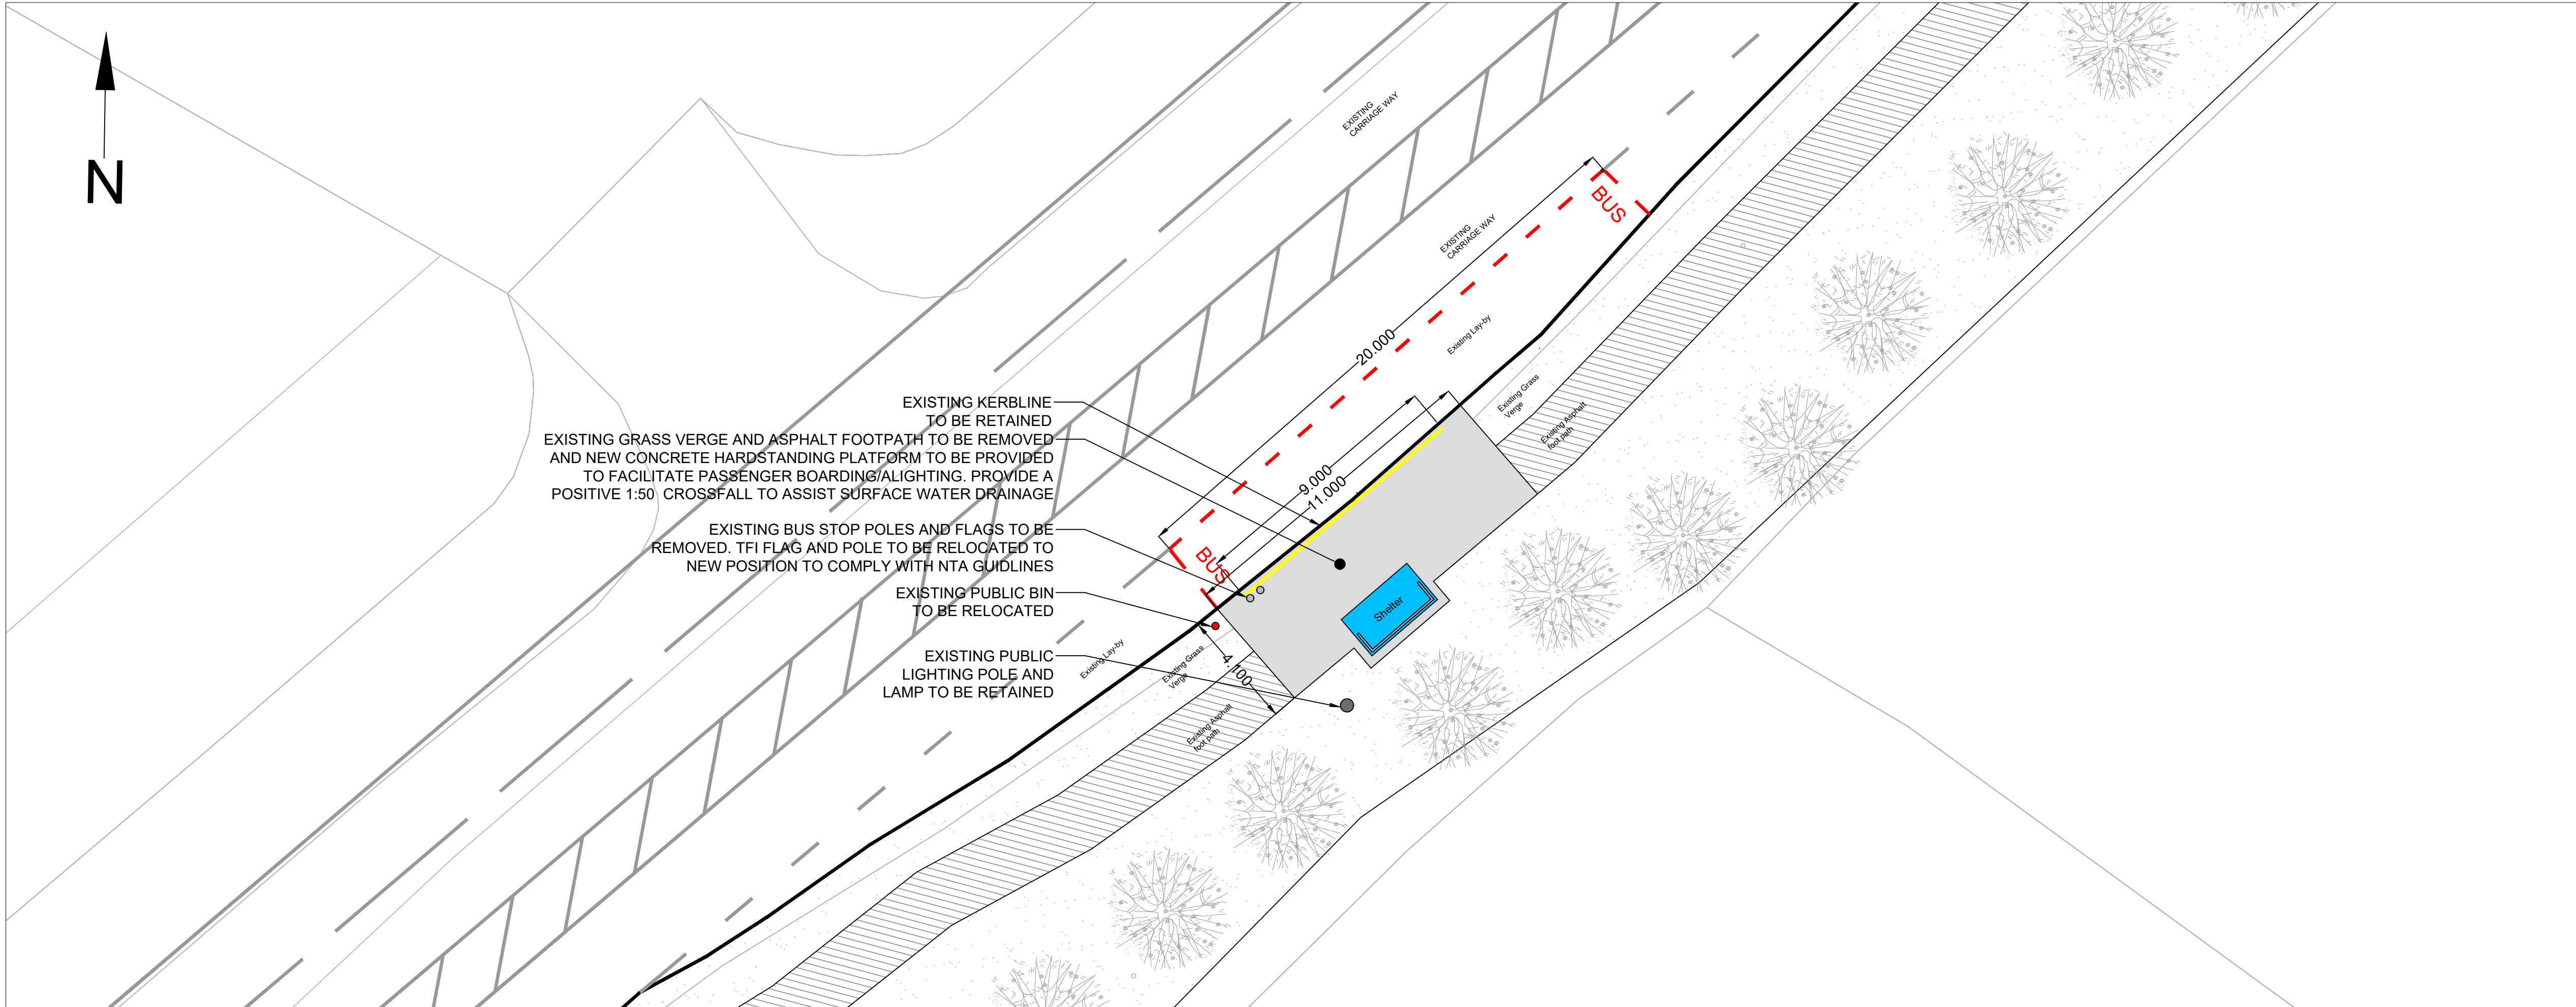 N
EXISTING
CARRIAGE WAY
BUS
EXISTING
CARRIAGE WAY
20.000
Existing Lay-by
EXISTING KERBLINE
TO BE RETAINED
Existing Grass
Verge
Existing Asphalt
foot path
EXISTING GRASS VERGE AND ASPHALT FOOTPATH TO BE REMOVED
AND NEW CONCRETE HARDSTANDING PLATFORM TO BE PROVIDED
TO FACILITATE PASSENGER BOARDING/ALIGHTING. PROVIDE A
POSITIVE 1:50 CROSSFALL TO ASSIST SURFACE WATER DRAINAGE
9.000
11.000
EXISTING BUS STOP POLES AND FLAGS TO BE
REMOVED. TFI FLAG AND POLE TO BE RELOCATED TO
NEW POSITION TO COMPLY WITH NTA GUIDLINES
BUS
EXISTING PUBLIC BIN
TO BE RELOCATED
Shelter
EXISTING PUBLIC
LIGHTING POLE AND
LAMP TO BE RETAINED
Existing Lay-by
Existing Grass
Verge
4.100
Existing Asphalt
foot path